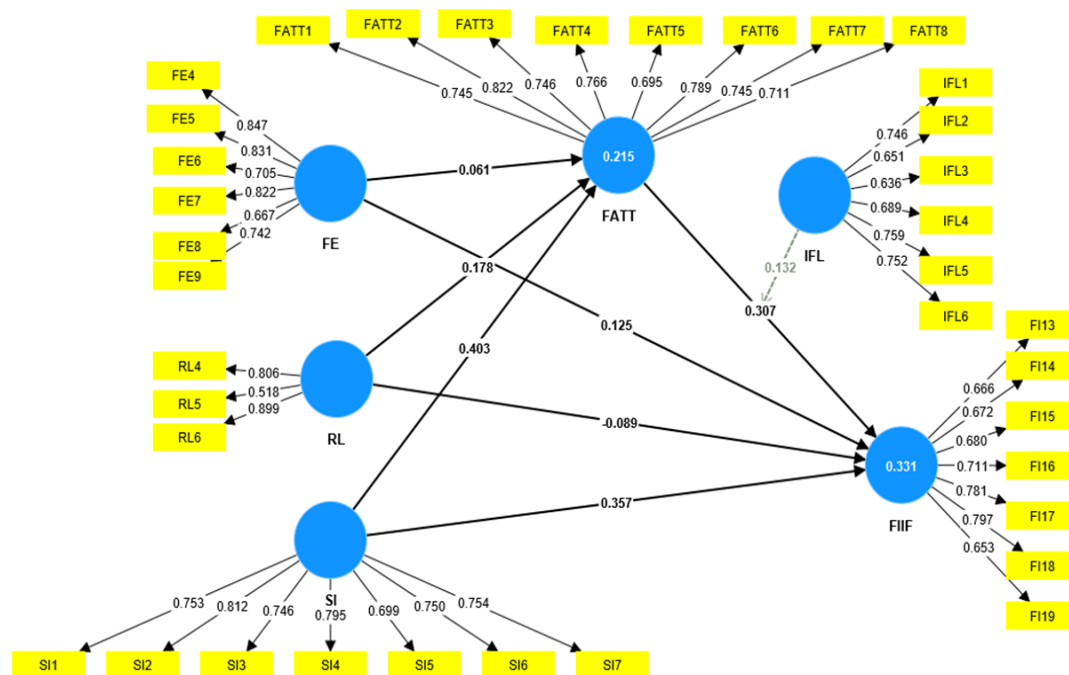 FATT1
FATT2
FATT3
FATT4
FATT5
FATT6
FATT7
FATT8
0.745
0.822
0.746
0.766
0.695
0.789
0.745
0.711
FE4
FE5
FE6
FE7
FE8
FE9
0.847
0.831
0.705
0.822
0.667
0.742
FE
0.061
0.215
FATT
IFL1
IFL2
IFL3
IFL4
IFL5
IFL6
0.746
0.651
0.636
0.689
0.759
0.752
IFL
0.132
0.178
0.125
0.307
0.403
RL4
RL5
RL6
0.806
0.518
0.899
RL
-0.089
0.357
0.331
FIIF
FI13
FI14
FI15
FI16
FI17
FI18
FI19
0.666
0.672
0.680
0.711
0.781
0.797
0.653
SI
0.753
0.812
0.746
0.795
0.699
0.750
0.754
SI1
SI2
SI3
SI4
SI5
SI6
SI7